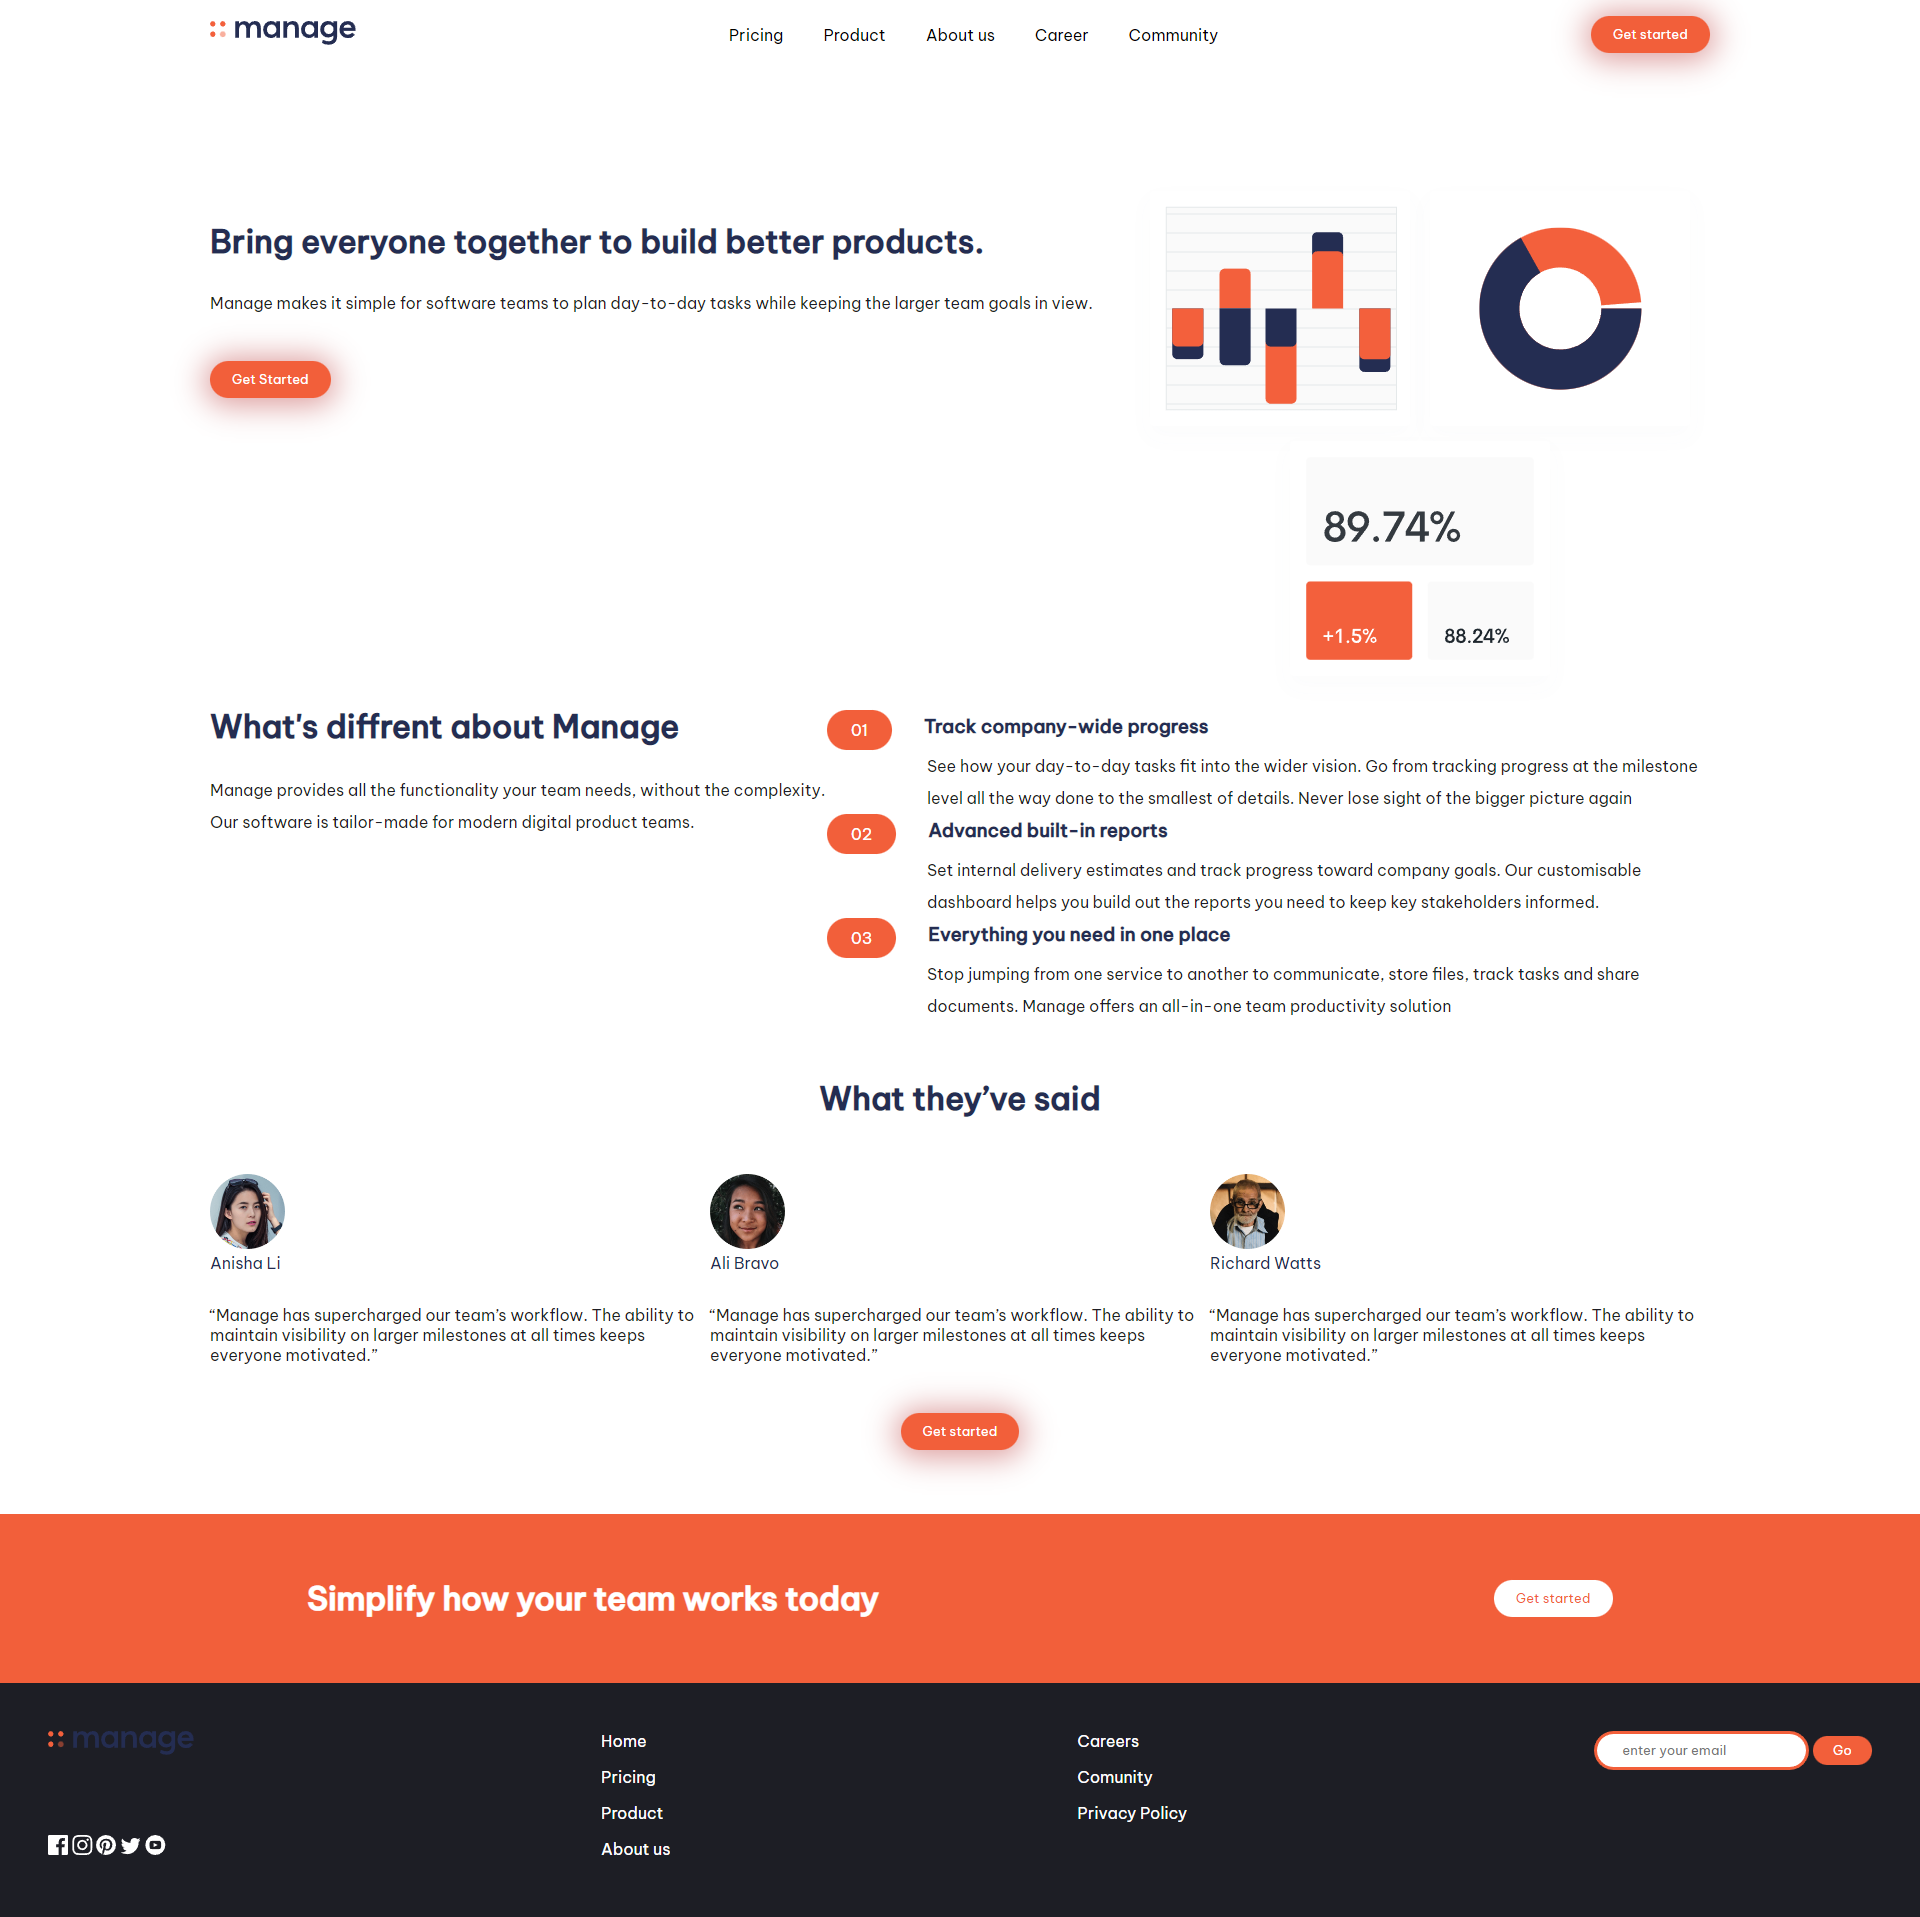 manage
Pricing
Product
About us
Career
Community
Get started
Bring everyone together to build better products.
Manage makes it simple for software teams to plan day-to-day tasks while keeping the larger team goals in view.
Get Started
89.74%
+1.5%
88.24%
What's diffrent about Manage
Manage provides all the functionality your team needs, without the complexity.
Our software is tailor-made for modern digital product teams.
01
Track company-wide progress
See how your day-to-day tasks fit into the wider vision. Go from tracking progress at the milestone
level all the way done to the smallest of details. Never lose sight of the bigger picture again
02
Advanced built-in reports
Set internal delivery estimates and track progress toward company goals. Our customisable
dashboard helps you build out the reports you need to keep key stakeholders informed.
03
Everything you need in one place
Stop jumping from one service to another to communicate, store files, track tasks and share
documents. Manage offers an all-in-one team productivity solution
What they’ve said
Anisha Li
“Manage has supercharged our team’s workflow. The ability to
maintain visibility on larger milestones at all times keeps
everyone motivated.”
Ali Bravo
“Manage has supercharged our team’s workflow. The ability to
maintain visibility on larger milestones at all times keeps
everyone motivated.”
Richard Watts
“Manage has supercharged our team’s workflow. The ability to
maintain visibility on larger milestones at all times keeps
everyone motivated.”
Get started
Simplify how your team works today
Get started
manage
Home
Pricing
Product
About us
Careers
Comunity
Privacy Policy
enter your email
Go